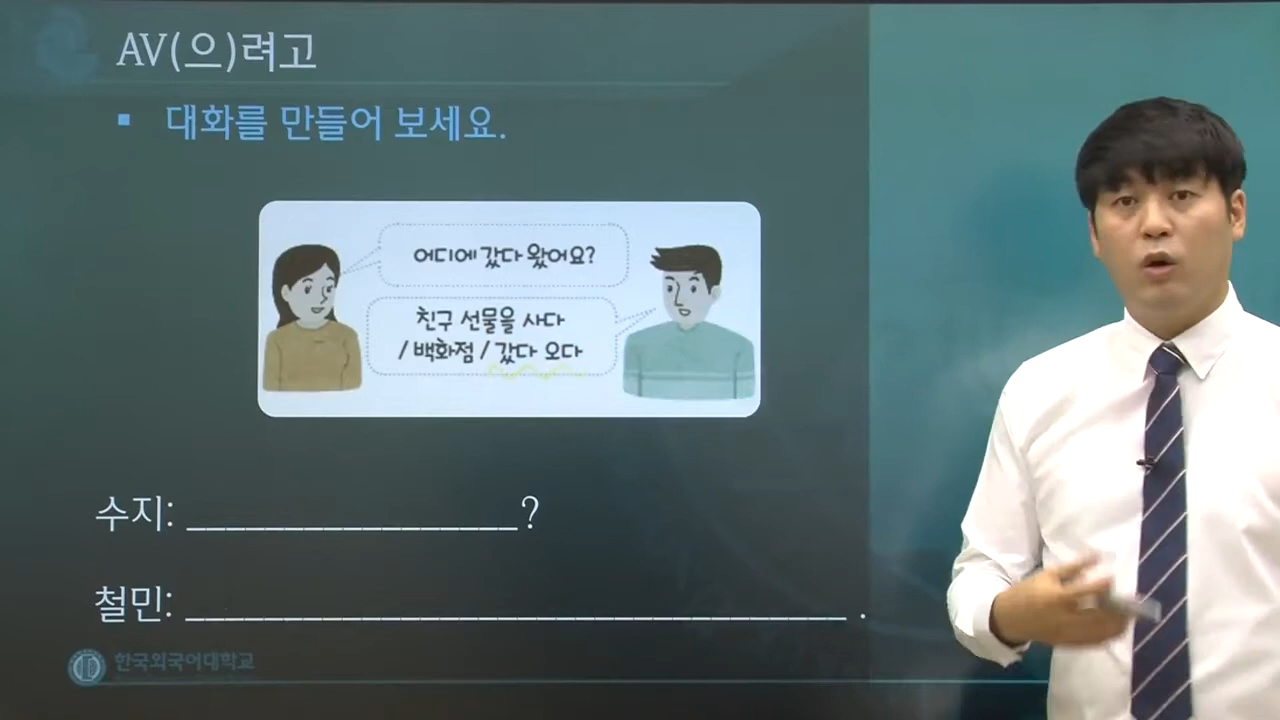 AV(으)려고
▪ 대화를 만들어 보세요.
어디에 갔다 왔어요?
친구 선물을 사다
/ 백화점 / 갔다 오다
수지: _________________?
철민: __________________________________ .
한국외국어대학교